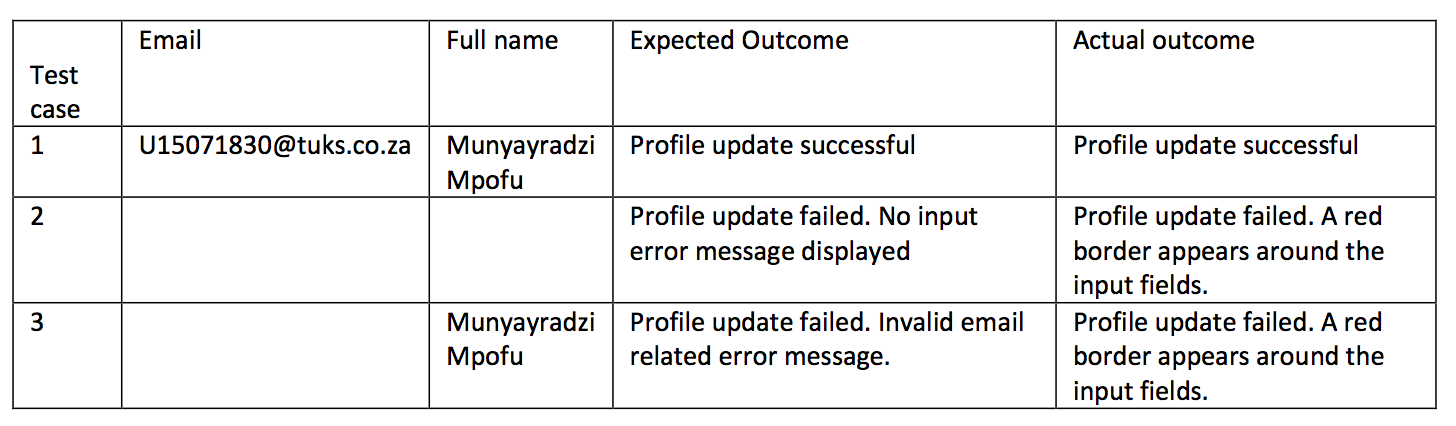 Test case
Email
Full name
Expected Outcome
Actual outcome
1
U15071830@tuks.co.za
Munyayradzi
Mpofu
Profile update successful
Profile update successful
2
Profile update failed. No input
error message displayed
Profile update failed. A red
border appears around the
input fields.
3
Munyayradzi
Mpofu
Profile update failed. Invalid email
related error message.
Profile update failed. A red
border appears around the
input fields.